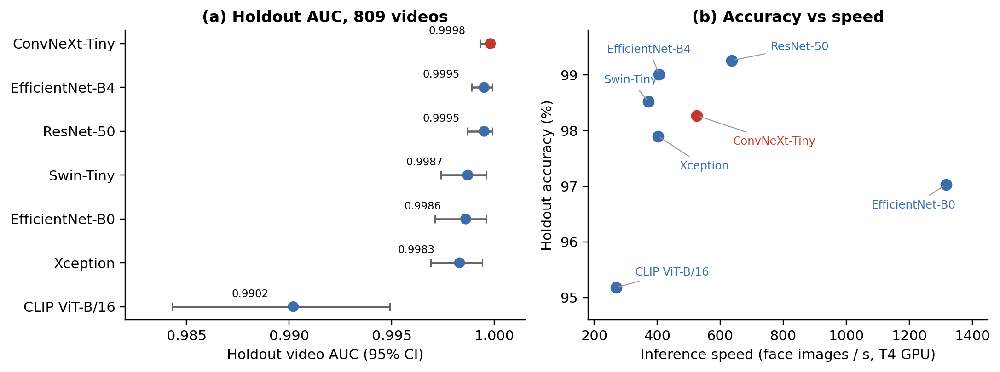 (a) Holdout AUC, 809 videos
ConvNeXt-Tiny
0.9998
EfficientNet-B4
0.9995
ResNet-50
0.9995
Swin-Tiny
0.9987
EfficientNet-B0
0.9986
Xception
0.9983
CLIP ViT-B/16
0.9902
0.985 0.990 0.995 1.000
Holdout video AUC (95% CI)
(b) Accuracy vs speed
Holdout accuracy (%)
99
98
97
96
95
EfficientNet-B4
ResNet-50
Swin-Tiny
ConvNeXt-Tiny
Xception
EfficientNet-B0
CLIP ViT-B/16
200 400 600 800 1000 1200 1400
Inference speed (face images / s, T4 GPU)